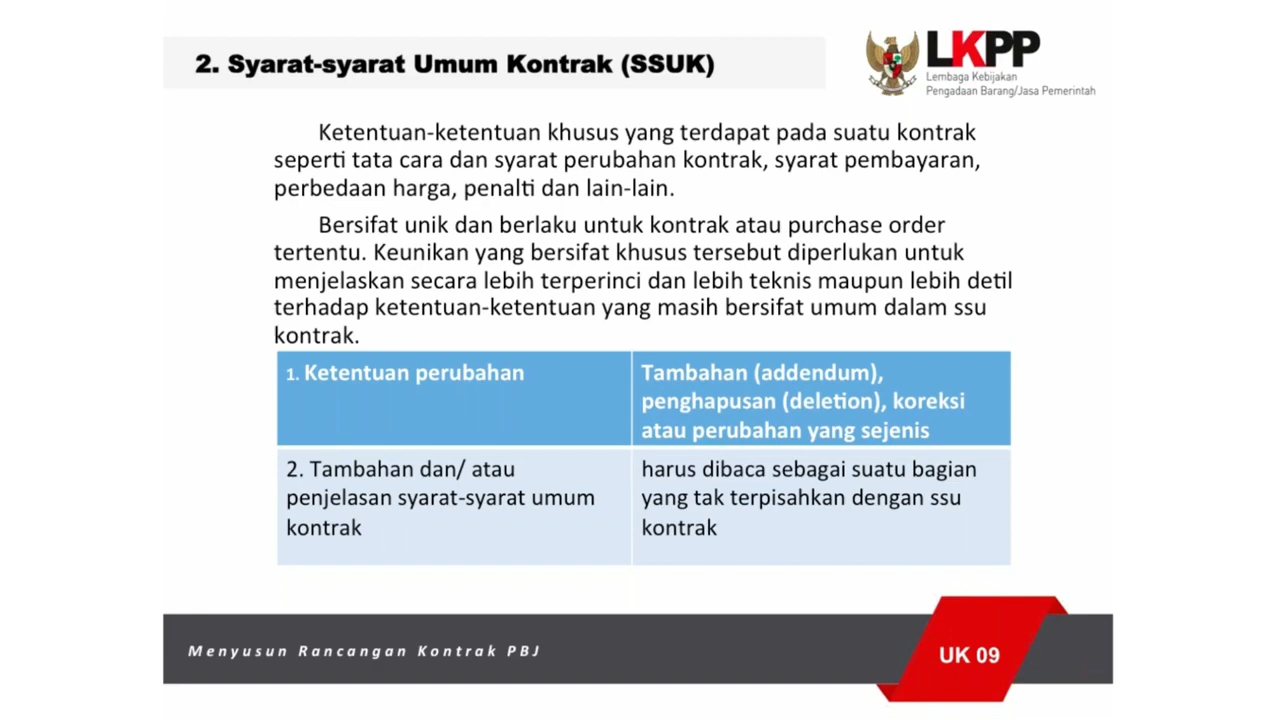 2. Syarat-syarat Umum Kontrak (SSUK)
LKPP
Lembaga Kebijakan
Pengadaan Barang/Jasa Pemerintah
Ketentuan-ketentuan khusus yang terdapat pada suatu kontrak
seperti tata cara dan syarat perubahan kontrak, syarat pembayaran,
perbedaan harga, penalti dan lain-lain.
Bersifat unik dan berlaku untuk kontrak atau purchase order
tertentu. Keunikan yang bersifat khusus tersebut diperlukan untuk
menjelaskan secara lebih terperinci dan lebih teknis maupun lebih detil
terhadap ketentuan-ketentuan yang masih bersifat umum dalam ssu
kontrak.
1. Ketentuan perubahan
Tambahan (addendum),
penghapusan (deletion), koreksi
atau perubahan yang sejenis
2. Tambahan dan/ atau
penjelasan syarat-syarat umum
kontrak
harus dibaca sebagai suatu bagian
yang tak terpisahkan dengan ssu
kontrak
Menyusun Rancangan Kontrak PBJ
UK 09